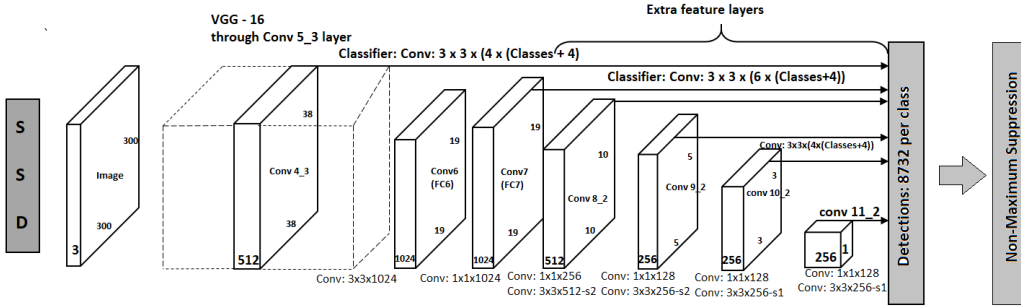 Extra feature layers
VGG - 16
through Conv 5_3 layer
Classifier: Conv: 3 x 3 x (4 x (Classes + 4)
Classifier: Conv: 3 x 3 x (6 x (Classes+4))
S
S
D
300
Image
300
3
38
Conv 4_3
38
512
19
Conv6
(FC6)
19
1024
19
Conv7
(FC7)
19
1024
10
Conv 8_2
10
512
5
Conv 9_2
5
256
Conv: 3x3x(4x(Classes+4))
3
conv 10_2
3
256
conv 11_2
256
1
Conv: 3x3x1024
Conv: 1x1x1024
Conv: 1x1x256
Conv: 3x3x512-s2
Conv: 1x1x128
Conv: 3x3x256-s2
Conv: 1x1x128
Conv: 3x3x256-s1
Conv: 1x1x128
Conv: 3x3x256-s1
Detections: 8732 per class
Non-Maximum Suppression